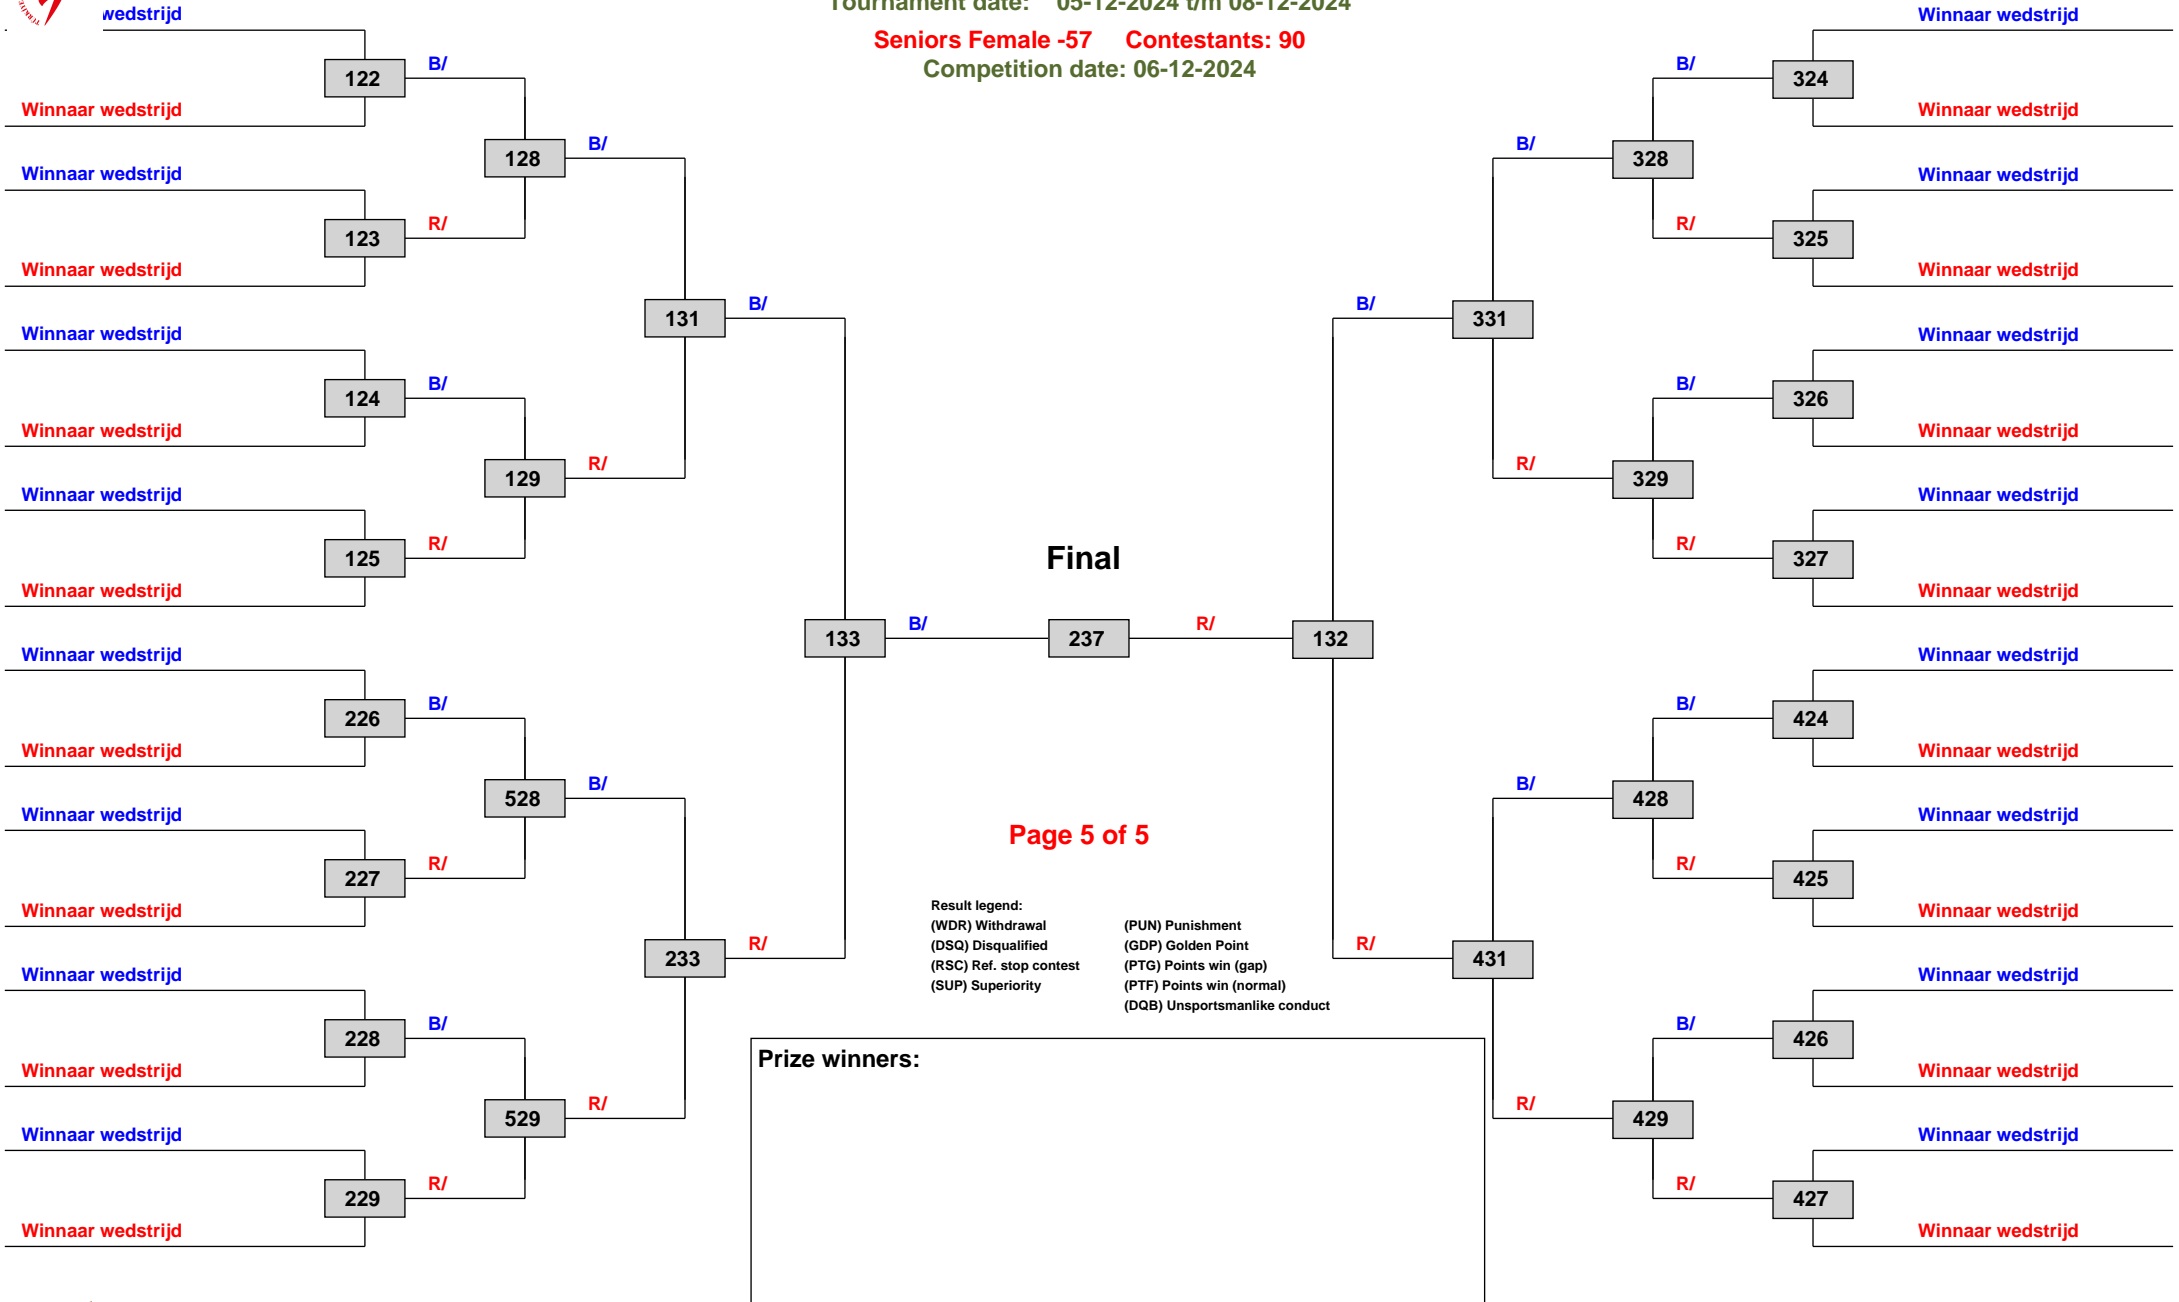 wedstrijd
Tournament date: 05-12-2024 t/m 08-12-2024
Winnaar wedstrijd
Seniors Female -57 Contestants: 90
Competition date: 06-12-2024
122
B/
B/
324
Winnaar wedstrijd
Winnaar wedstrijd
128
B/
B/
328
Winnaar wedstrijd
Winnaar wedstrijd
123
R/
R/
325
Winnaar wedstrijd
Winnaar wedstrijd
131
B/
B/
331
Winnaar wedstrijd
Winnaar wedstrijd
124
B/
B/
326
Winnaar wedstrijd
Winnaar wedstrijd
129
R/
R/
329
Winnaar wedstrijd
Winnaar wedstrijd
125
R/
R/
327
Final
Winnaar wedstrijd
Winnaar wedstrijd
133
B/
237
R/
132
Winnaar wedstrijd
Winnaar wedstrijd
226
B/
B/
424
Winnaar wedstrijd
Winnaar wedstrijd
528
B/
B/
428
Winnaar wedstrijd
Winnaar wedstrijd
Page 5 of 5
227
R/
R/
425
Winnaar wedstrijd
Winnaar wedstrijd
Result legend:
(WDR) Withdrawal
(DSQ) Disqualified
(RSC) Ref. stop contest
(SUP) Superiority
(PUN) Punishment
(GDP) Golden Point
(PTG) Points win (gap)
(PTF) Points win (normal)
(DQB) Unsportsmanlike conduct
233
R/
R/
431
Winnaar wedstrijd
Winnaar wedstrijd
228
B/
B/
426
Prize winners:
Winnaar wedstrijd
Winnaar wedstrijd
529
R/
R/
429
Winnaar wedstrijd
Winnaar wedstrijd
229
R/
R/
427
Winnaar wedstrijd
Winnaar wedstrijd